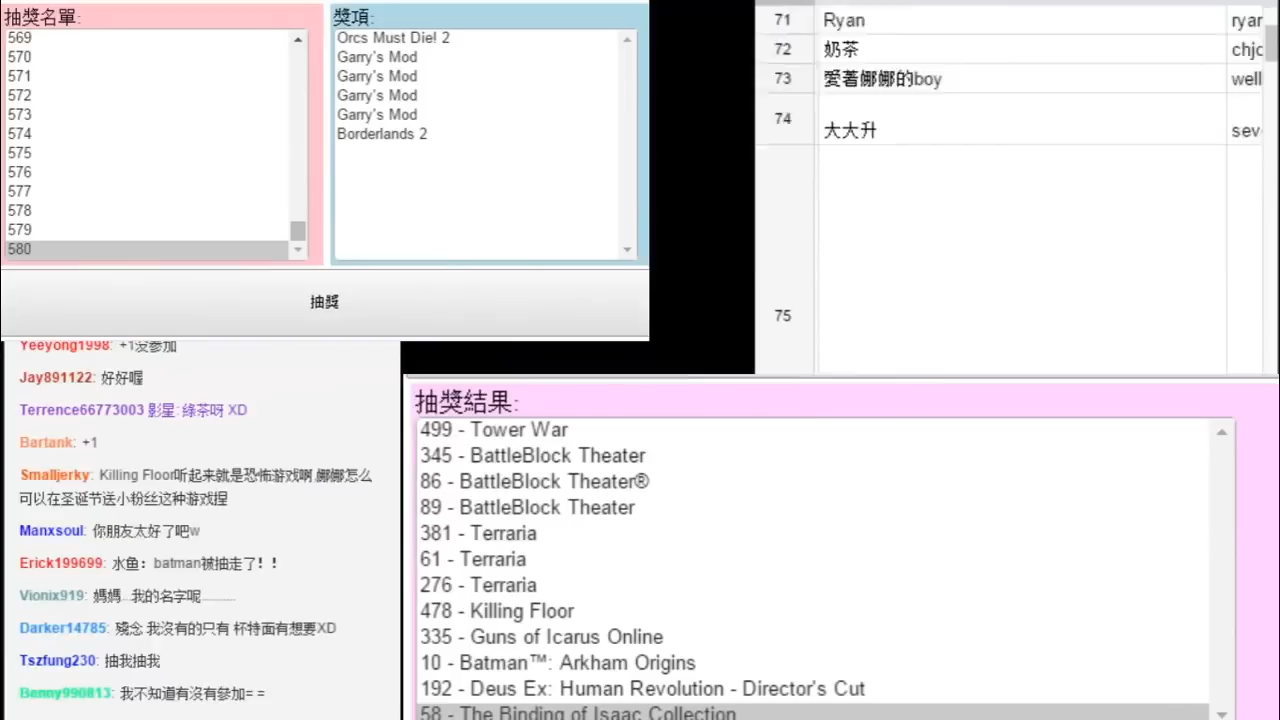 抽獎名單:
569
570
571
572
573
574
575
576
577
578
579
580
獎項:
Orcs Must Die! 2
Garry's Mod
Garry's Mod
Garry's Mod
Garry's Mod
Borderlands 2
抽獎
71 Ryan ryan
72 奶茶 chjc
73 愛著娜娜的boy well
74 大大升 sev
75
Yeeyong1998: +1没參加
Jay891122: 好好喔
Terrence66773003 影星: 绿茶呀 XD
Bartank: +1
Smalljerky: Killing Floor听起来就是恐怖游戏啊,娜娜怎么
可以在圣诞节送小粉丝这种游戏捏
Manxsoul: 你朋友太好了吧w
Erick199699: 水鱼：batman被抽走了！！
Vionix919: 媽媽...我的名字呢..........
Darker14785: 殘念 我沒有的只有 杯特面有想要XD
Tszfung230: 抽我抽我
Benny990813: 我不知道有沒有參加= =
抽獎結果:
499 - Tower War
345 - BattleBlock Theater
86 - BattleBlock Theater®
89 - BattleBlock Theater
381 - Terraria
61 - Terraria
276 - Terraria
478 - Killing Floor
335 - Guns of Icarus Online
10 - Batman™: Arkham Origins
192 - Deus Ex: Human Revolution - Director's Cut
58 - The Binding of Isaac Collection